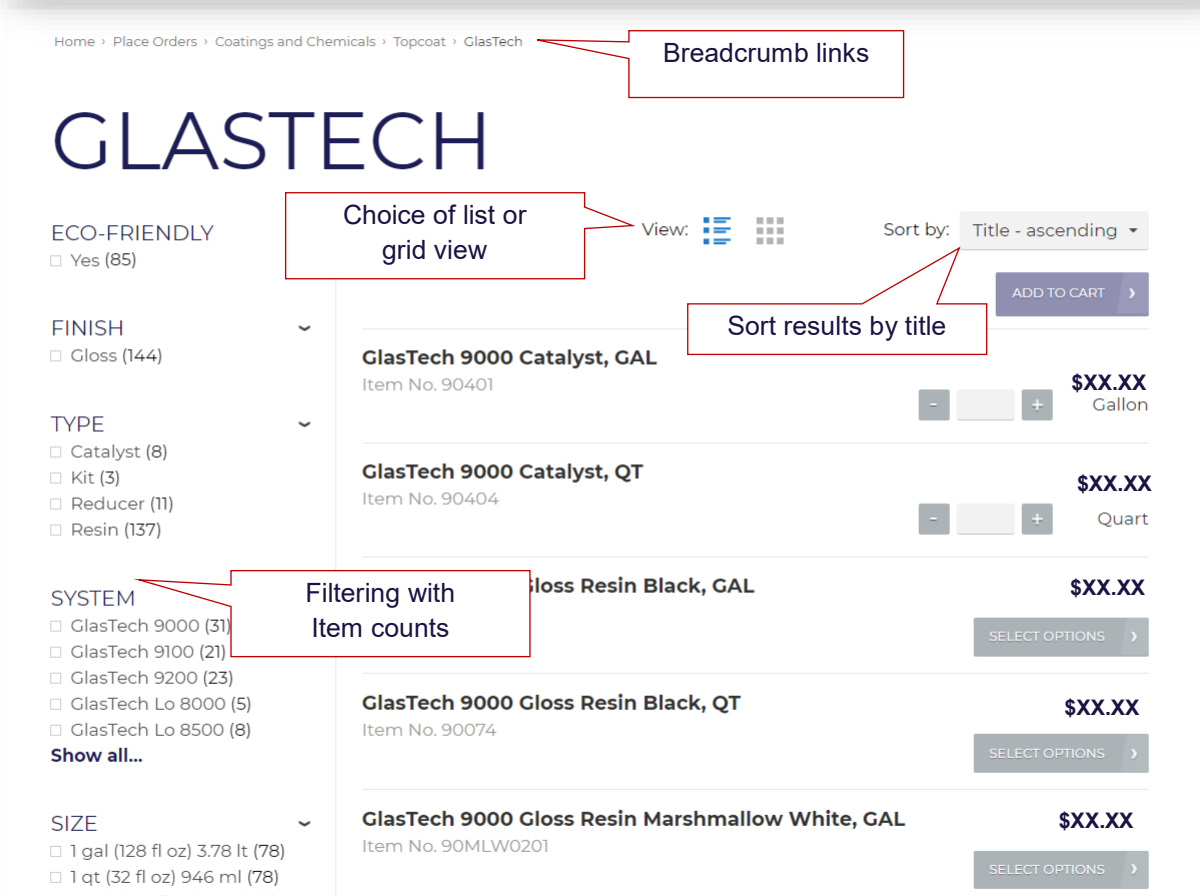 Home › Place Orders › Coatings and Chemicals › Topcoat › GlasTech
Breadcrumb links
GLASTECH
ECO-FRIENDLY
Yes (85)
FINISH
Gloss (144)
TYPE
Catalyst (8)
Kit (3)
Reducer (11)
Resin (137)
SYSTEM
GlasTech 9000 (31)
GlasTech 9100 (21)
GlasTech 9200 (23)
GlasTech Lo 8000 (5)
GlasTech Lo 8500 (8)
Show all...
SIZE
1 gal (128 fl oz) 3.78 lt (78)
1 qt (32 fl oz) 946 ml (78)
Filtering with
Item counts
Choice of list or
grid view
View:
Sort by: Title - ascending
ADD TO CART
Sort results by title
GlasTech 9000 Catalyst, GAL
Item No. 90401
$XX.XX
- +
Gallon
GlasTech 9000 Catalyst, QT
Item No. 90404
$XX.XX
- +
Quart
Gloss Resin Black, GAL
$XX.XX
SELECT OPTIONS
GlasTech 9000 Gloss Resin Black, QT
Item No. 90074
$XX.XX
SELECT OPTIONS
GlasTech 9000 Gloss Resin Marshmallow White, GAL
Item No. 90MLW0201
$XX.XX
SELECT OPTIONS